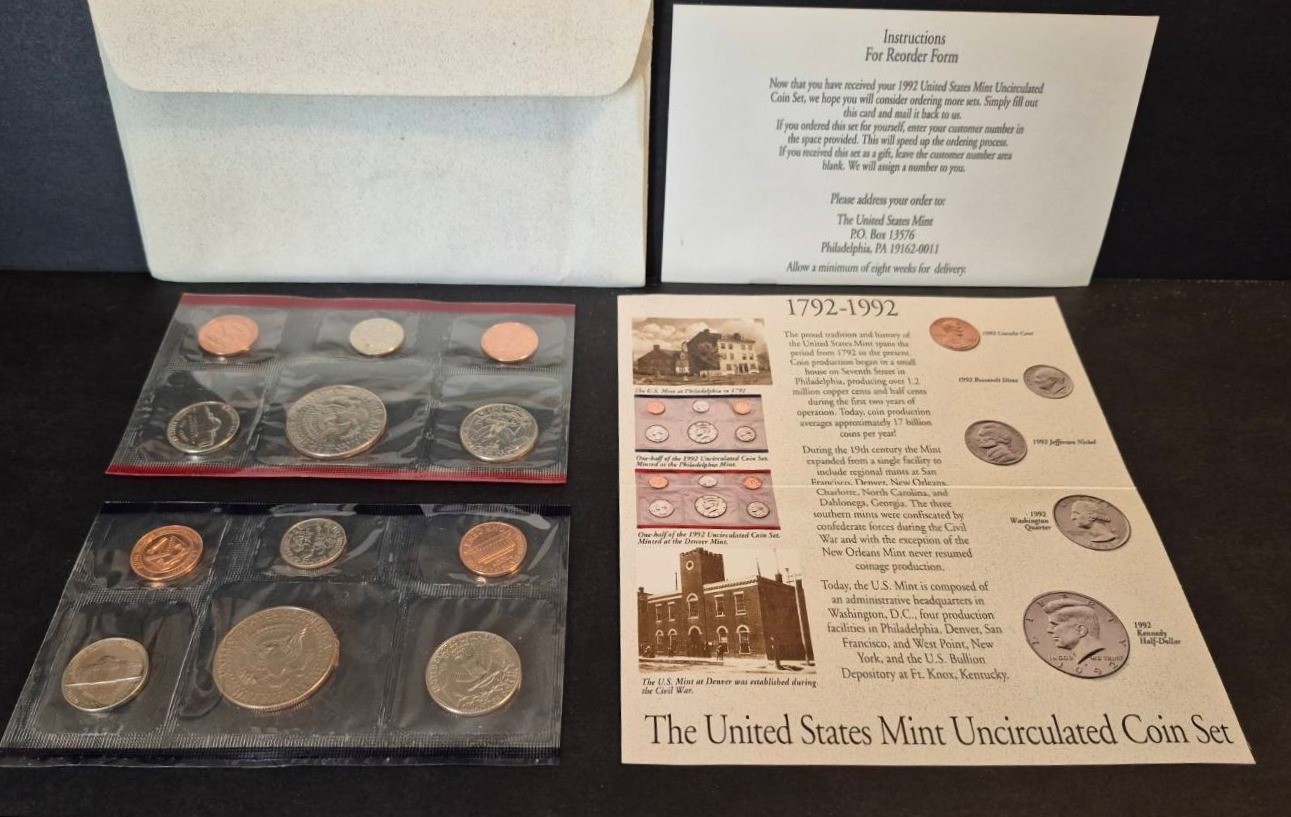 Instructions
For Reorder Form
Now that you have received your 1992 United States Mint Uncirculated
Coin Set, we hope you will consider ordering more sets. Simply fill out
this card and mail it back to us.
If you ordered this set for yourself, enter your customer number in
the space provided. This will speed up the ordering process.
If you received this set as a gift, leave the customer number area
blank. We will assign a number to you.
Please address your order to:
The United States Mint
P.O. Box 13576
Philadelphia, PA 19162-0011
Allow a minimum of eight weeks for delivery.
1792-1992
The proud tradition and history of
the United States Mint spans the
period from 1792 to the present.
Coin production began in a small
house on Seventh Street in
Philadelphia, producing over 1.2
million copper cents and half cents
during the first two years of
operation. Today, coin production
averages approximately 17 billion
coins per year!
During the 19th century the Mint
expanded from a single facility to
include regional mints at San
Francisco, Denver, New Orleans,
Charlotte, North Carolina, and
Dahlonega, Georgia. The three
southern mints were confiscated by
confederate forces during the Civil
War and with the exception of the
New Orleans Mint never resumed
coinage production.
Today, the U.S. Mint is composed of
an administrative headquarters in
Washington, D.C., four production
facilities in Philadelphia, Denver, San
Francisco, and West Point, New
York, and the U.S. Bullion
Depository at Ft. Knox, Kentucky.
The U.S. Mint at Philadelphia in 1792
One-half of the 1992 Uncirculated Coin Set.
Minted at the Philadelphia Mint.
One-half of the 1992 Uncirculated Coin Set.
Minted at the Denver Mint.
The U.S. Mint at Denver was established during
the Civil War.
1992 Lincoln Cent
1992 Roosevelt Dime
1992 Jefferson Nickel
1992
Washington
Quarter
1992
Kennedy
Half-Dollar
IN GOD WE TRUST
1992
The United States Mint Uncirculated Coin Set